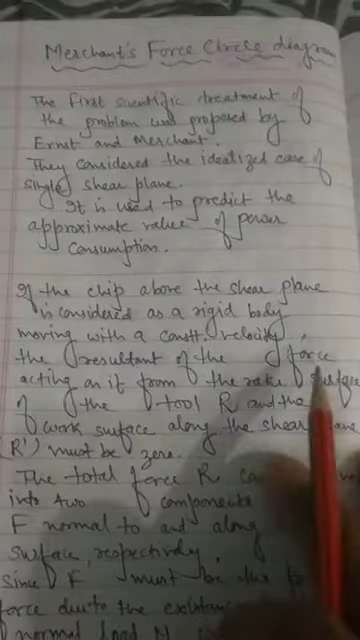 Merchant's Force Circle diagram
The first scientific treatment of
the problem was proposed by
Ernst and Merchant.
They considered the idealized case of
single shear plane.
It is used to predict the
approximate value of power
consumption.
If the chip above the shear plane
is considered as a rigid body
moving with a constt. velocity,
the resultant of the force
acting on it from the rake surface
of the tool R and the
work surface along the shear plane
(R') must be zero.
The total force R ca
into two components
F normal to and along
surface, respectively.
Since F must be due
force due to the
normal load N